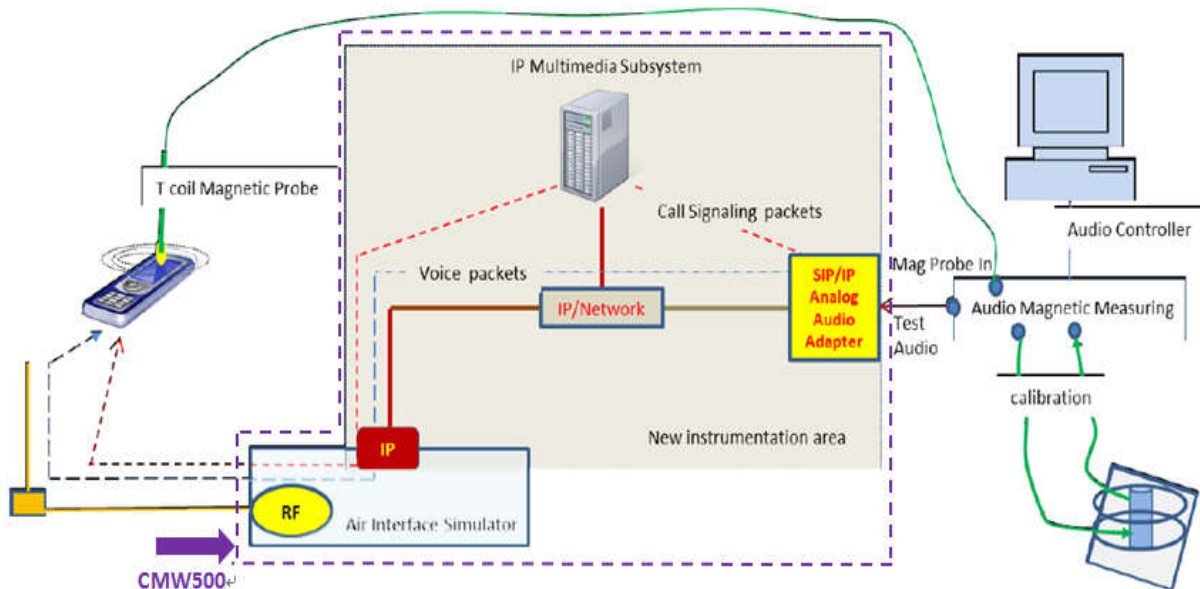 IP Multimedia Subsystem
T coil Magnetic Probe
Call Signaling packets
Audio Controller
Mag Probe In
Voice packets
SIP/IP
Analog
Audio
Adapter
IP/Network
Audio Magnetic Measuring
Test
Audio
calibration
New instrumentation area
IP
RF
Air Interface Simulator
CMW500